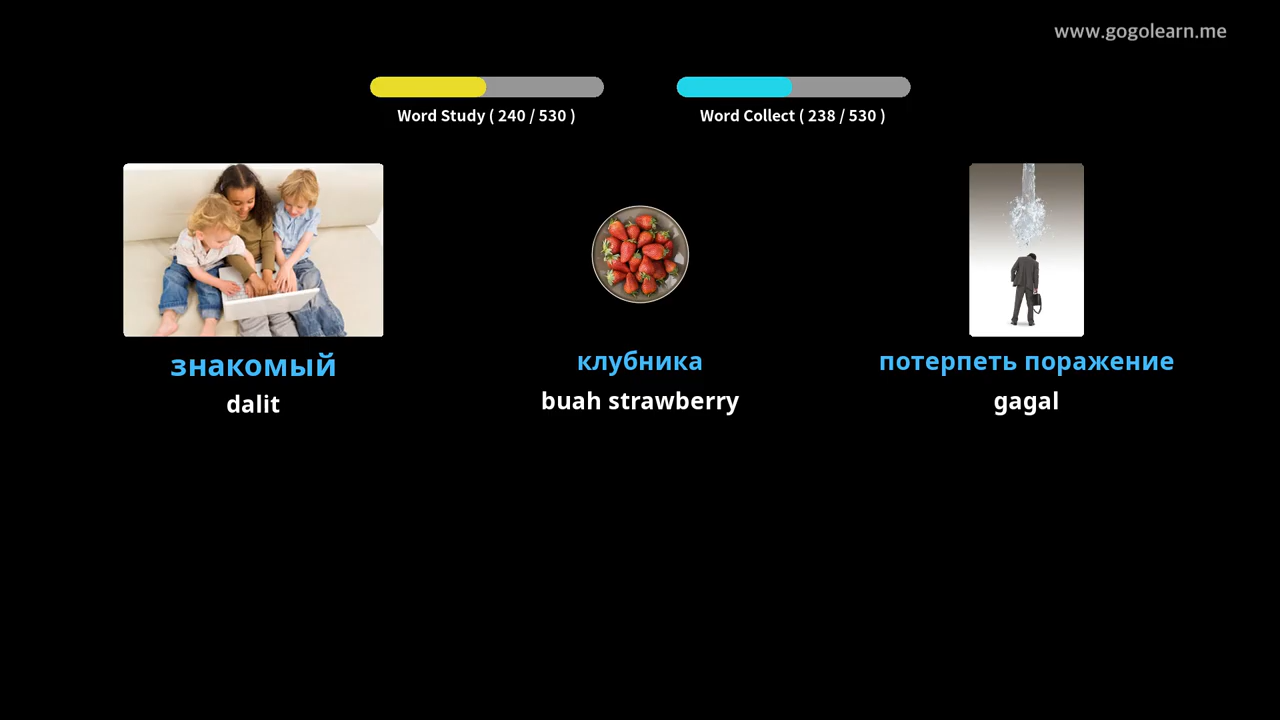 www.gogolearn.me
Word Study ( 240 / 530 )
Word Collect ( 238 / 530 )
знакомый
dalit
клубника
buah strawberry
потерпеть поражение
gagal